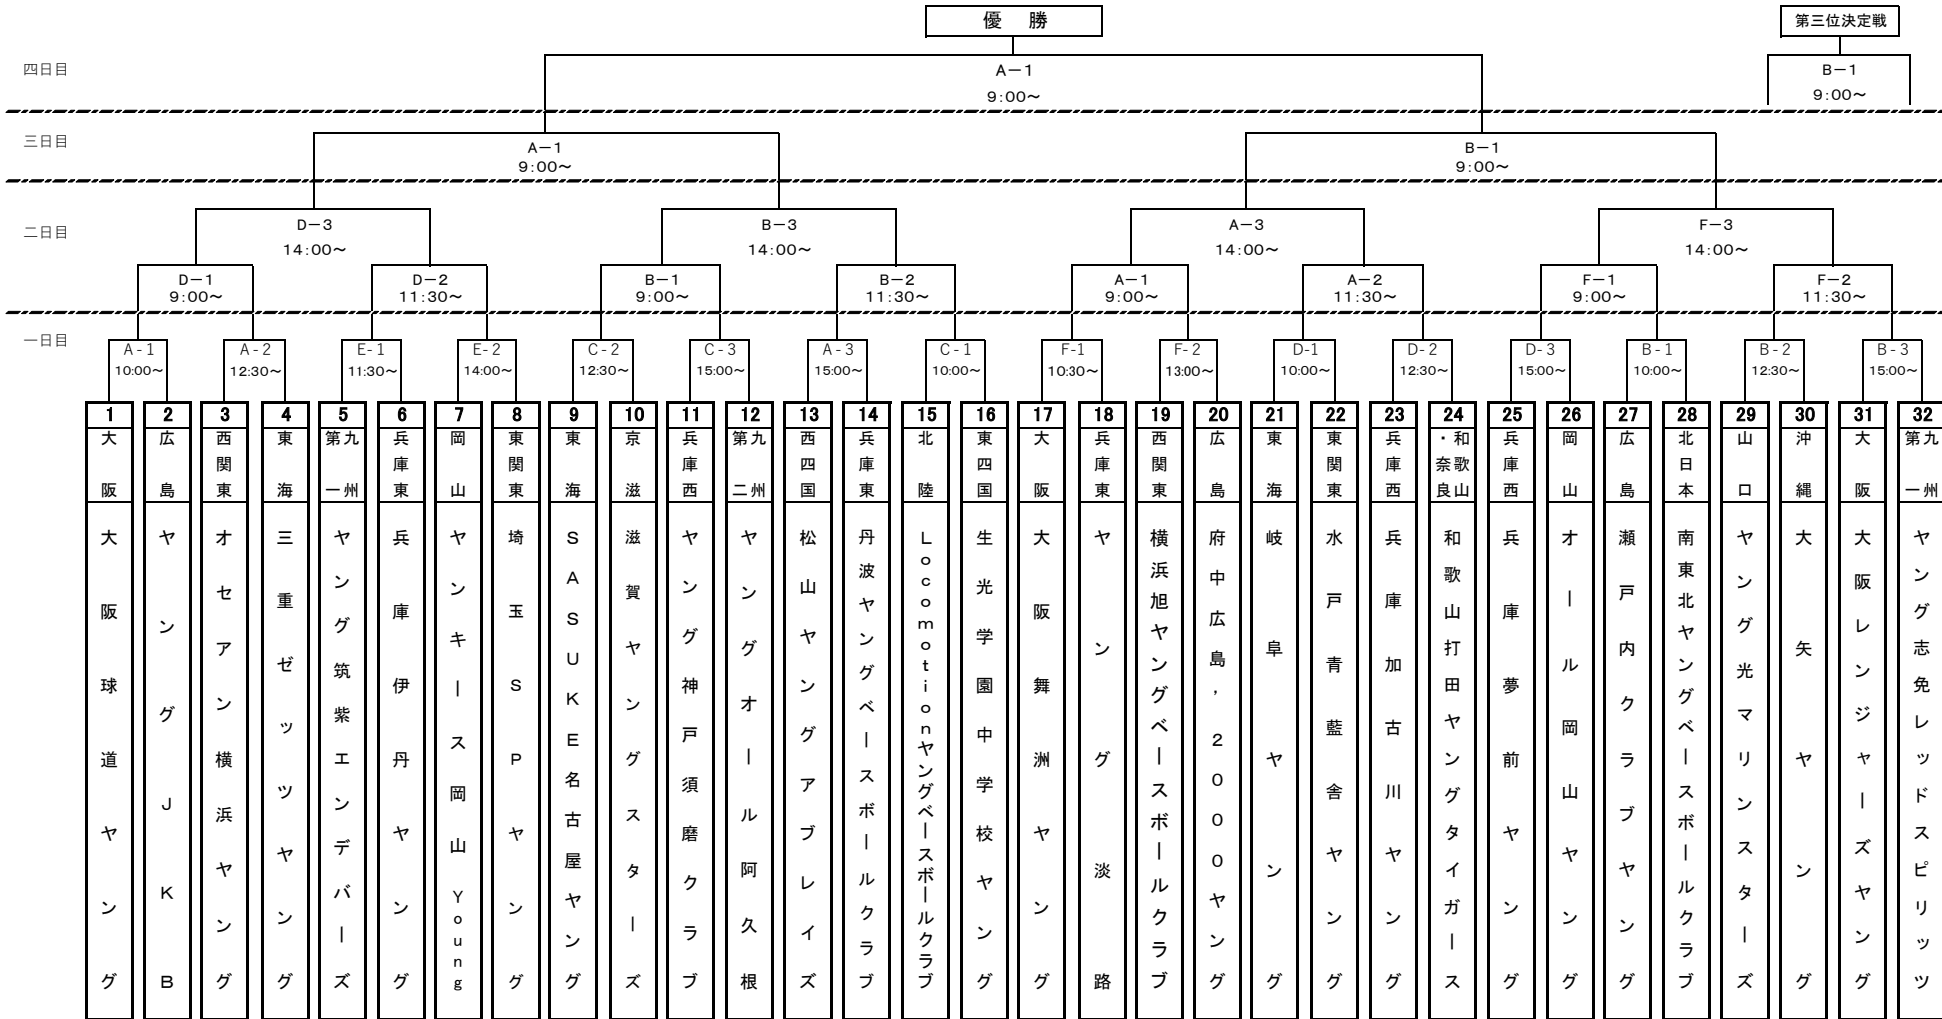 優　勝
第三位決定戦
四日目
A－1
9:00～
B－1
9:00～
三日目
A－1
9:00～
B－1
9:00～
二日目
D－3
14:00～
B－3
14:00～
A－3
14:00～
F－3
14:00～
D－1
9:00～
D－2
11:30～
B－1
9:00～
B－2
11:30～
A－1
9:00～
A－2
11:30～
F－1
9:00～
F－2
11:30～
一日目
A-1
10:00～
A-2
12:30～
E-1
11:30～
E-2
14:00～
C-2
12:30～
C-3
15:00～
A-3
15:00～
C-1
10:00～
F-1
10:30～
F-2
13:00～
D-1
10:00～
D-2
12:30～
D-3
15:00～
B-1
10:00～
B-2
12:30～
B-3
15:00～
1
大阪
大阪球道ヤング
2
広島
ヤングJKB
3
西関東
オセアン横浜ヤング
4
東海
三重ゼッツヤング
5
九州第一
ヤング筑紫エンデバーズ
6
兵庫東
兵庫伊丹ヤング
7
岡山
ヤンキース岡山Young
8
東関東
埼玉SPヤング
9
東海
SASUKE名古屋ヤング
10
京滋
滋賀ヤングスターズ
11
兵庫西
ヤング神戸須磨クラブ
12
九州第二
ヤングオール阿久根
13
西四国
松山ヤングアブレイズ
14
兵庫東
丹波ヤングベースボールクラブ
15
北陸
Locomotionヤングベースボールクラブ
16
東四国
生光学園中学校ヤング
17
大阪
大阪舞洲ヤング
18
兵庫東
ヤング淡路
19
西関東
横浜旭ヤングベースボールクラブ
20
広島
府中広島，2000ヤング
21
東海
岐阜ヤング
22
東関東
水戸青藍舎ヤング
23
兵庫西
兵庫加古川ヤング
24
和歌山・奈良
和歌山打田ヤングタイガース
25
兵庫西
兵庫夢前ヤング
26
岡山
オール岡山ヤング
27
広島
瀬戸内クラブヤング
28
北日本
南東北ヤングベースボールクラブ
29
山口
ヤング光マリンスターズ
30
沖縄
大矢ヤング
31
大阪
大阪レンジャーズヤング
32
九州第一
ヤング志免レッドスピリッツ